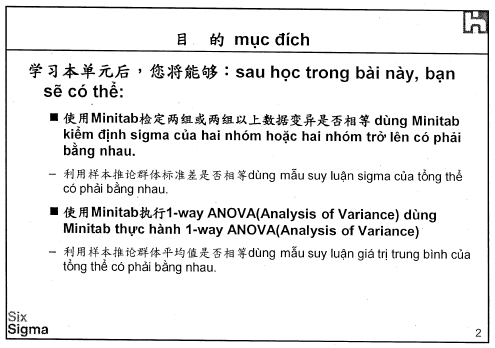 目 的 mục đích
学习本单元后，您将能够：sau học trong bài này, bạn
sẽ có thể:
■ 使用Minitab检定两组或两组以上数据变异是否相等 dùng Minitab
kiểm định sigma của hai nhóm hoặc hai nhóm trở lên có phải
bằng nhau.
– 利用样本推论群体标准差是否相等dùng mẫu suy luận sigma của tổng thể
có phải bằng nhau.
■ 使用Minitab执行1-way ANOVA(Analysis of Variance) dùng
Minitab thực hành 1-way ANOVA(Analysis of Variance)
– 利用样本推论群体平均值是否相等dùng mẫu suy luận giá trị trung bình của
tổng thể có phải bằng nhau.
Six
Sigma
2